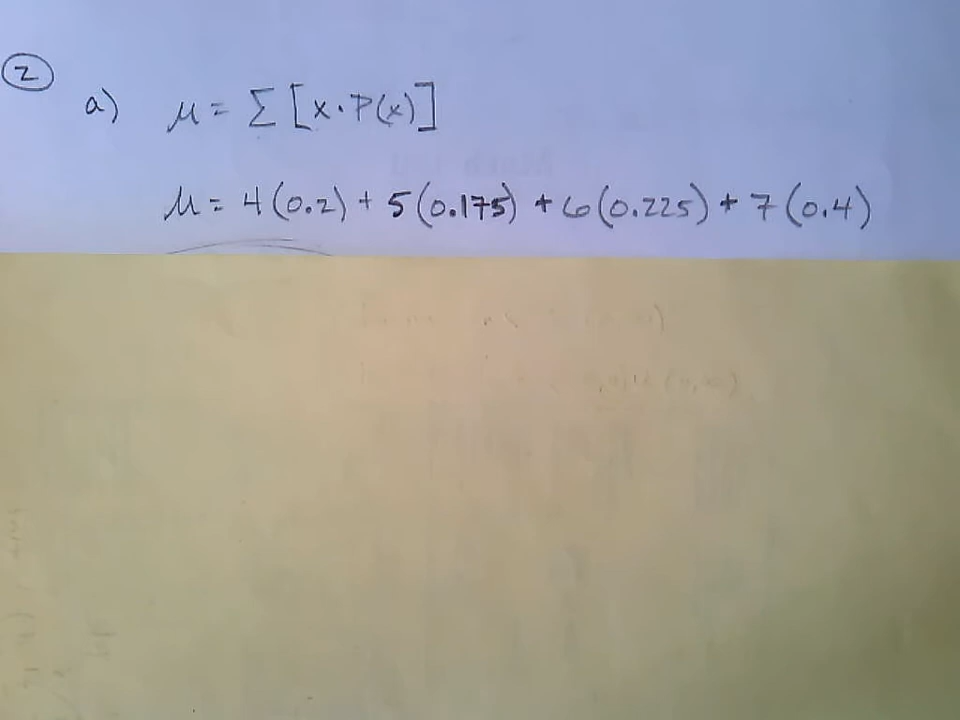 2
a) μ = Σ [x · P(x)]
μ = 4(0.2) + 5(0.175) + 6(0.225) + 7(0.4)